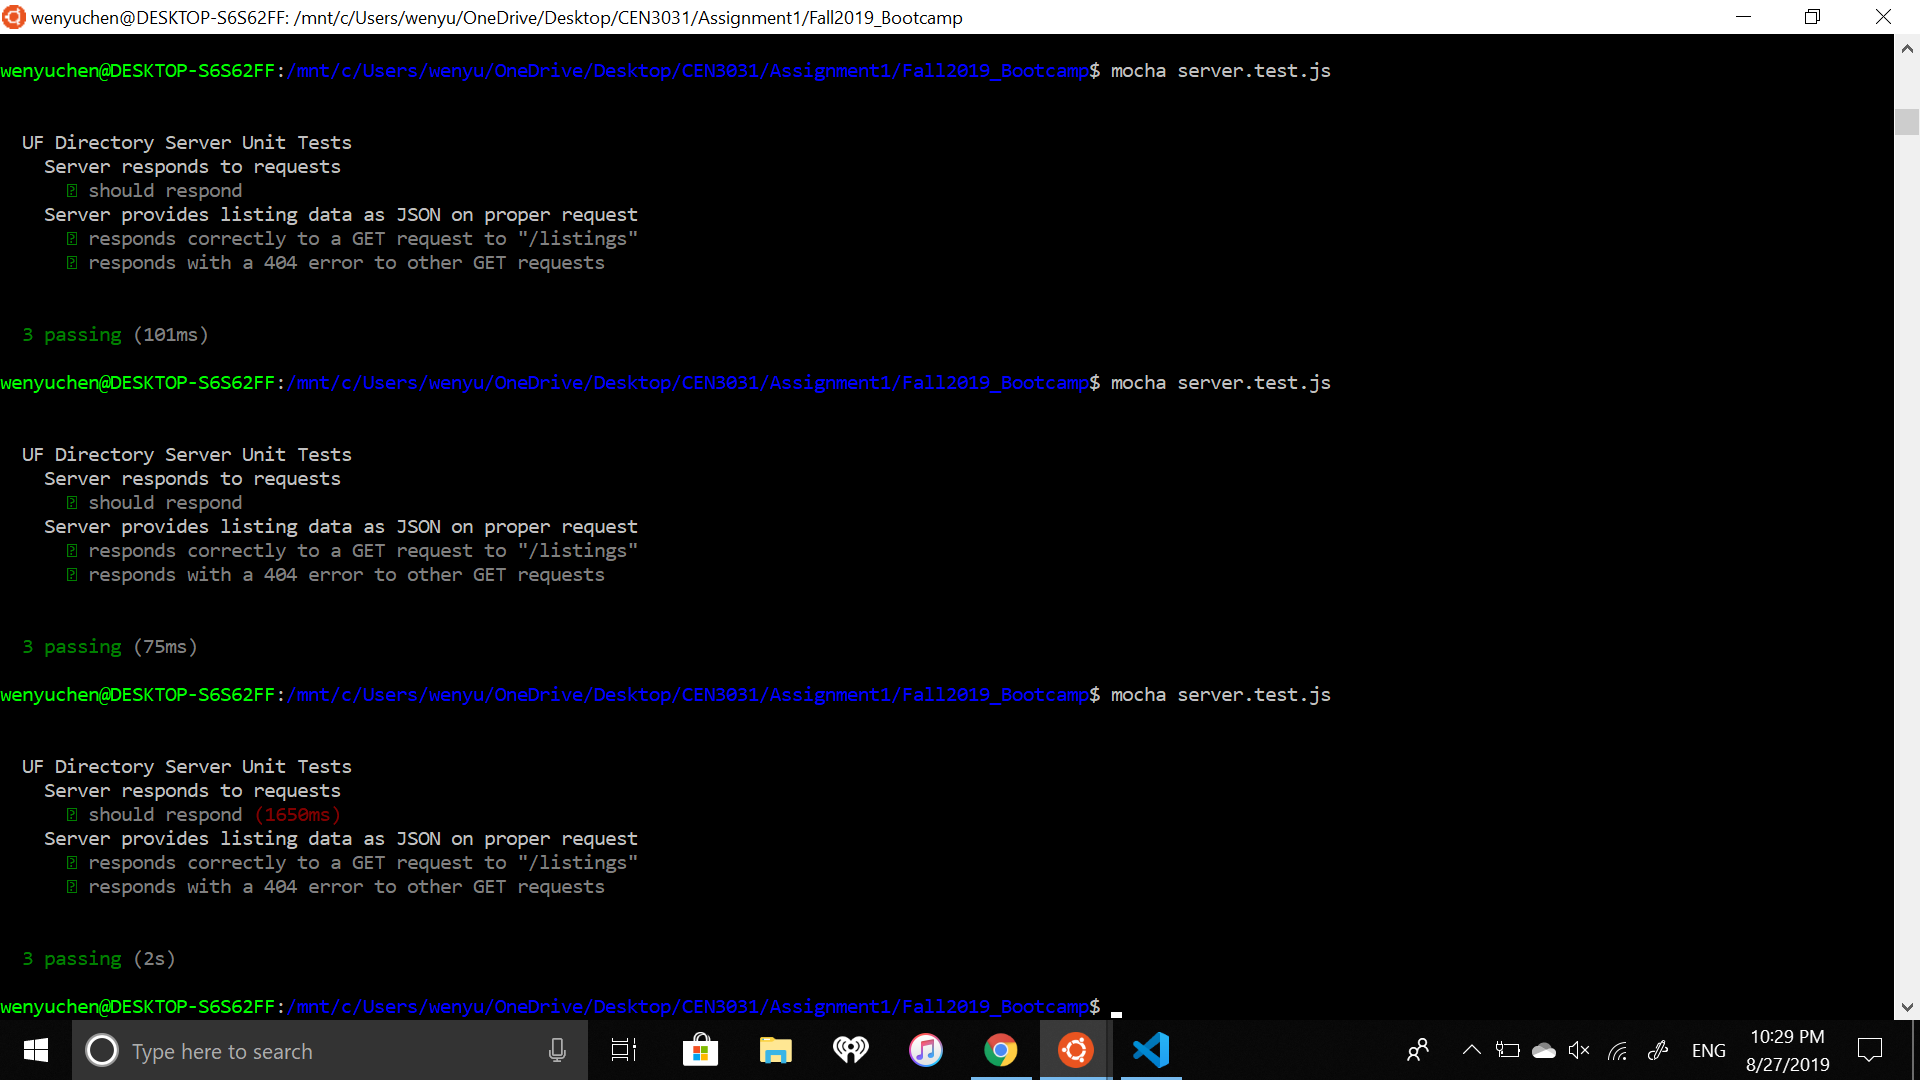 wenyuchen@DESKTOP-S6S62FF: /mnt/c/Users/wenyu/OneDrive/Desktop/CEN3031/Assignment1/Fall2019_Bootcamp
wenyuchen@DESKTOP-S6S62FF:/mnt/c/Users/wenyu/OneDrive/Desktop/CEN3031/Assignment1/Fall2019_Bootcamp$ mocha server.test.js
UF Directory Server Unit Tests
Server responds to requests
should respond
Server provides listing data as JSON on proper request
responds correctly to a GET request to "/listings"
responds with a 404 error to other GET requests
3 passing (101ms)
wenyuchen@DESKTOP-S6S62FF:/mnt/c/Users/wenyu/OneDrive/Desktop/CEN3031/Assignment1/Fall2019_Bootcamp$ mocha server.test.js
UF Directory Server Unit Tests
Server responds to requests
should respond
Server provides listing data as JSON on proper request
responds correctly to a GET request to "/listings"
responds with a 404 error to other GET requests
3 passing (75ms)
wenyuchen@DESKTOP-S6S62FF:/mnt/c/Users/wenyu/OneDrive/Desktop/CEN3031/Assignment1/Fall2019_Bootcamp$ mocha server.test.js
UF Directory Server Unit Tests
Server responds to requests
should respond (1650ms)
Server provides listing data as JSON on proper request
responds correctly to a GET request to "/listings"
responds with a 404 error to other GET requests
3 passing (2s)
wenyuchen@DESKTOP-S6S62FF:/mnt/c/Users/wenyu/OneDrive/Desktop/CEN3031/Assignment1/Fall2019_Bootcamp$
Type here to search
ENG
10:29 PM
8/27/2019